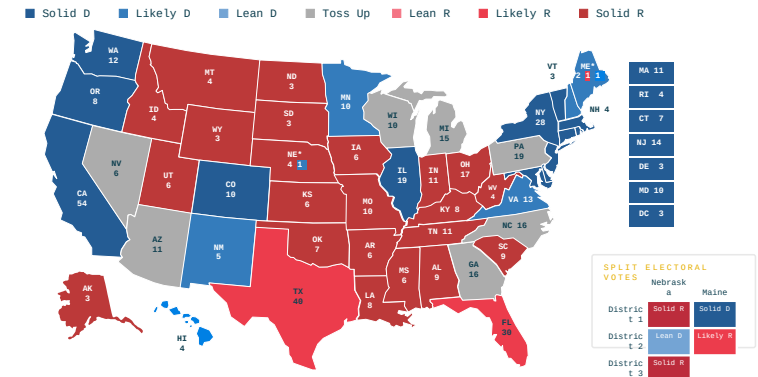 Solid D Likely D Lean D Toss Up Lean R Likely R Solid R
WA
12
OR
8
CA
54
NV
6
ID
4
MT
4
WY
3
UT
6
AZ
11
CO
10
NM
5
ND
3
SD
3
NE*
4 1
KS
6
OK
7
TX
40
MN
10
IA
6
MO
10
AR
6
LA
8
WI
10
IL
19
MI
15
IN
11
OH
17
KY 8
TN 11
MS
6
AL
9
GA
16
FL
30
SC
9
NC 16
VA 13
WV
4
PA
19
NY
28
VT
3
ME*
2 1 1
NH 4
AK
3
HI
4
MA 11
RI 4
CT 7
NJ 14
DE 3
MD 10
DC 3
SPLIT ELECTORAL
VOTES
Nebrask
a
Maine
Distric
t 1
Solid R
Solid D
Distric
t 2
Lean D
Likely R
Distric
t 3
Solid R